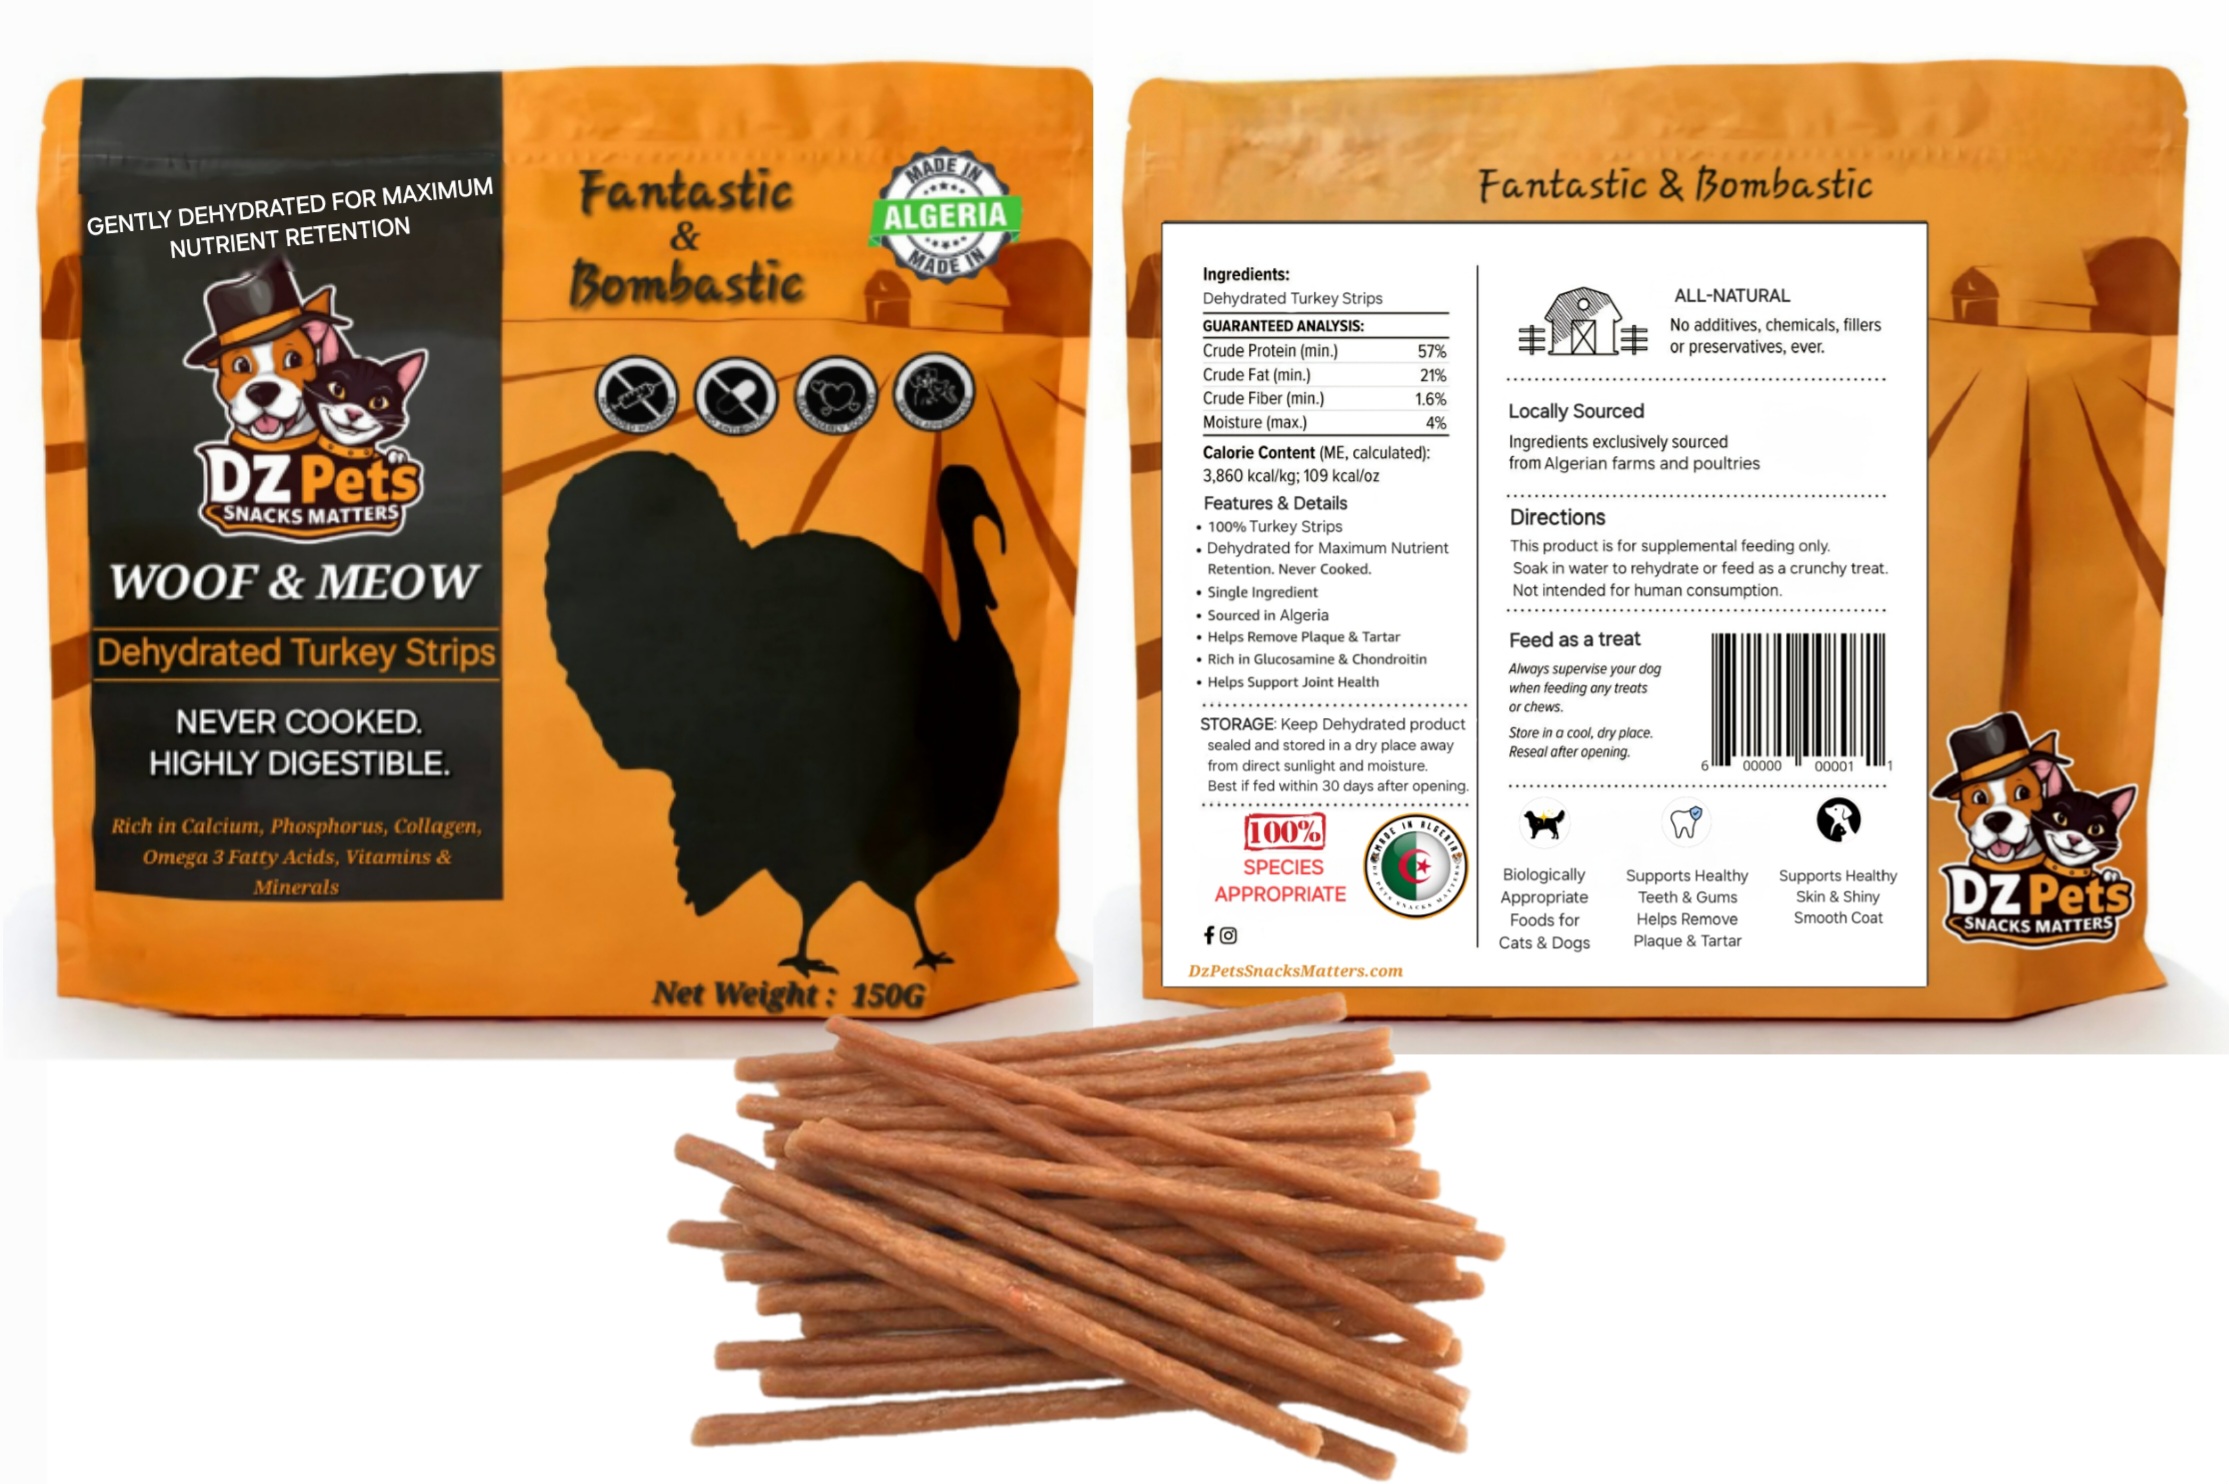 GENTLY DEHYDRATED FOR MAXIMUM
NUTRIENT RETENTION
DZ Pets
SNACKS MATTERS
WOOF & MEOW
Dehydrated Turkey Strips
NEVER COOKED.
HIGHLY DIGESTIBLE.
Rich in Calcium, Phosphorus, Collagen,
Omega 3 Fatty Acids, Vitamins &
Minerals
Fantastic
&
Bombastic
MADE IN
ALGERIA
MADE IN
Net Weight : 150G
Fantastic & Bombastic
Ingredients:
Dehydrated Turkey Strips
GUARANTEED ANALYSIS:
Crude Protein (min.) 57%
Crude Fat (min.) 21%
Crude Fiber (min.) 1.6%
Moisture (max.) 4%
Calorie Content (ME, calculated):
3,860 kcal/kg; 109 kcal/oz
Features & Details
• 100% Turkey Strips
• Dehydrated for Maximum Nutrient
Retention. Never Cooked.
• Single Ingredient
• Sourced in Algeria
• Helps Remove Plaque & Tartar
• Rich in Glucosamine & Chondroitin
• Helps Support Joint Health
STORAGE: Keep Dehydrated product
sealed and stored in a dry place away
from direct sunlight and moisture.
Best if fed within 30 days after opening.
100%
SPECIES
APPROPRIATE
MADE IN ALGERIA
DzPetsSnacksMatters.com
ALL-NATURAL
No additives, chemicals, fillers
or preservatives, ever.
Locally Sourced
Ingredients exclusively sourced
from Algerian farms and poultries
Directions
This product is for supplemental feeding only.
Soak in water to rehydrate or feed as a crunchy treat.
Not intended for human consumption.
Feed as a treat
Always supervise your dog
when feeding any treats
or chews.
Store in a cool, dry place.
Reseal after opening.
6 00000 00001 1
Biologically
Appropriate
Foods for
Cats & Dogs
Supports Healthy
Teeth & Gums
Helps Remove
Plaque & Tartar
Supports Healthy
Skin & Shiny
Smooth Coat
DZ Pets
SNACKS MATTERS